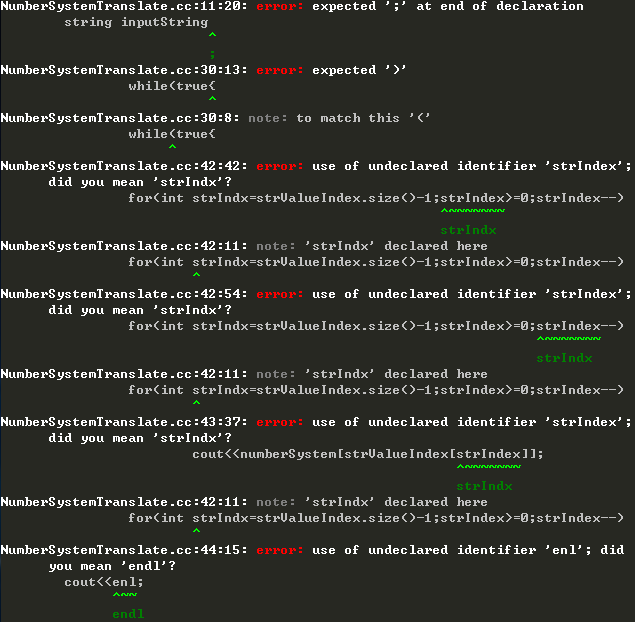 NumberSystemTranslate.cc:11:20: error: expected ';' at end of declaration
string inputString
^
;
NumberSystemTranslate.cc:30:13: error: expected ')'
while(true{
^
NumberSystemTranslate.cc:30:8: note: to match this '('
while(true{
^
NumberSystemTranslate.cc:42:42: error: use of undeclared identifier 'strIndex';
did you mean 'strIndx'?
for(int strIndx=strValueIndex.size()-1;strIndex>=0;strIndex--)
^~~~~~~~
strIndx
NumberSystemTranslate.cc:42:11: note: 'strIndx' declared here
for(int strIndx=strValueIndex.size()-1;strIndex>=0;strIndex--)
^
NumberSystemTranslate.cc:42:54: error: use of undeclared identifier 'strIndex';
did you mean 'strIndx'?
for(int strIndx=strValueIndex.size()-1;strIndex>=0;strIndex--)
^~~~~~~~
strIndx
NumberSystemTranslate.cc:42:11: note: 'strIndx' declared here
for(int strIndx=strValueIndex.size()-1;strIndex>=0;strIndex--)
^
NumberSystemTranslate.cc:43:37: error: use of undeclared identifier 'strIndex';
did you mean 'strIndx'?
cout<<numberSystem[strValueIndex[strIndex]];
^~~~~~~~
strIndx
NumberSystemTranslate.cc:42:11: note: 'strIndx' declared here
for(int strIndx=strValueIndex.size()-1;strIndex>=0;strIndex--)
^
NumberSystemTranslate.cc:44:15: error: use of undeclared identifier 'enl'; did
you mean 'endl'?
cout<<enl;
^~~
endl